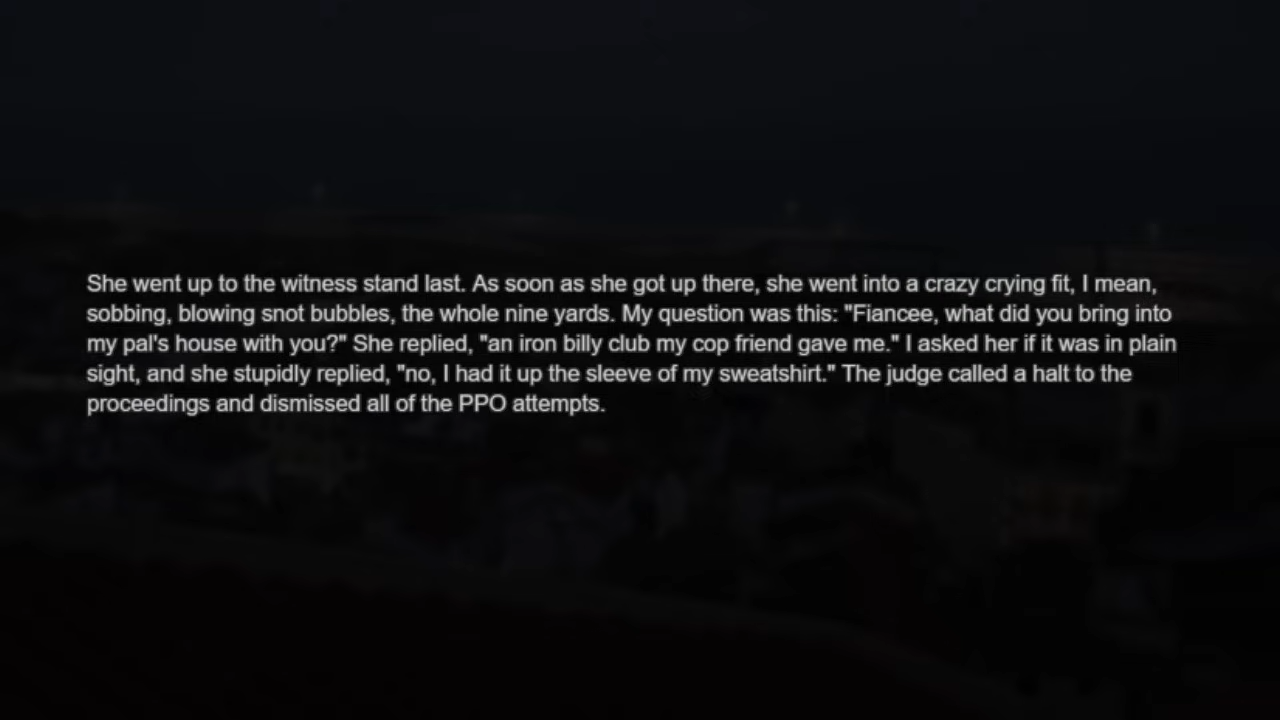 She went up to the witness stand last. As soon as she got up there, she went into a crazy crying fit, I mean,
sobbing, blowing snot bubbles, the whole nine yards. My question was this: "Fiancee, what did you bring into
my pal's house with you?" She replied, "an iron billy club my cop friend gave me." I asked her if it was in plain
sight, and she stupidly replied, "no, I had it up the sleeve of my sweatshirt." The judge called a halt to the
proceedings and dismissed all of the PPO attempts.